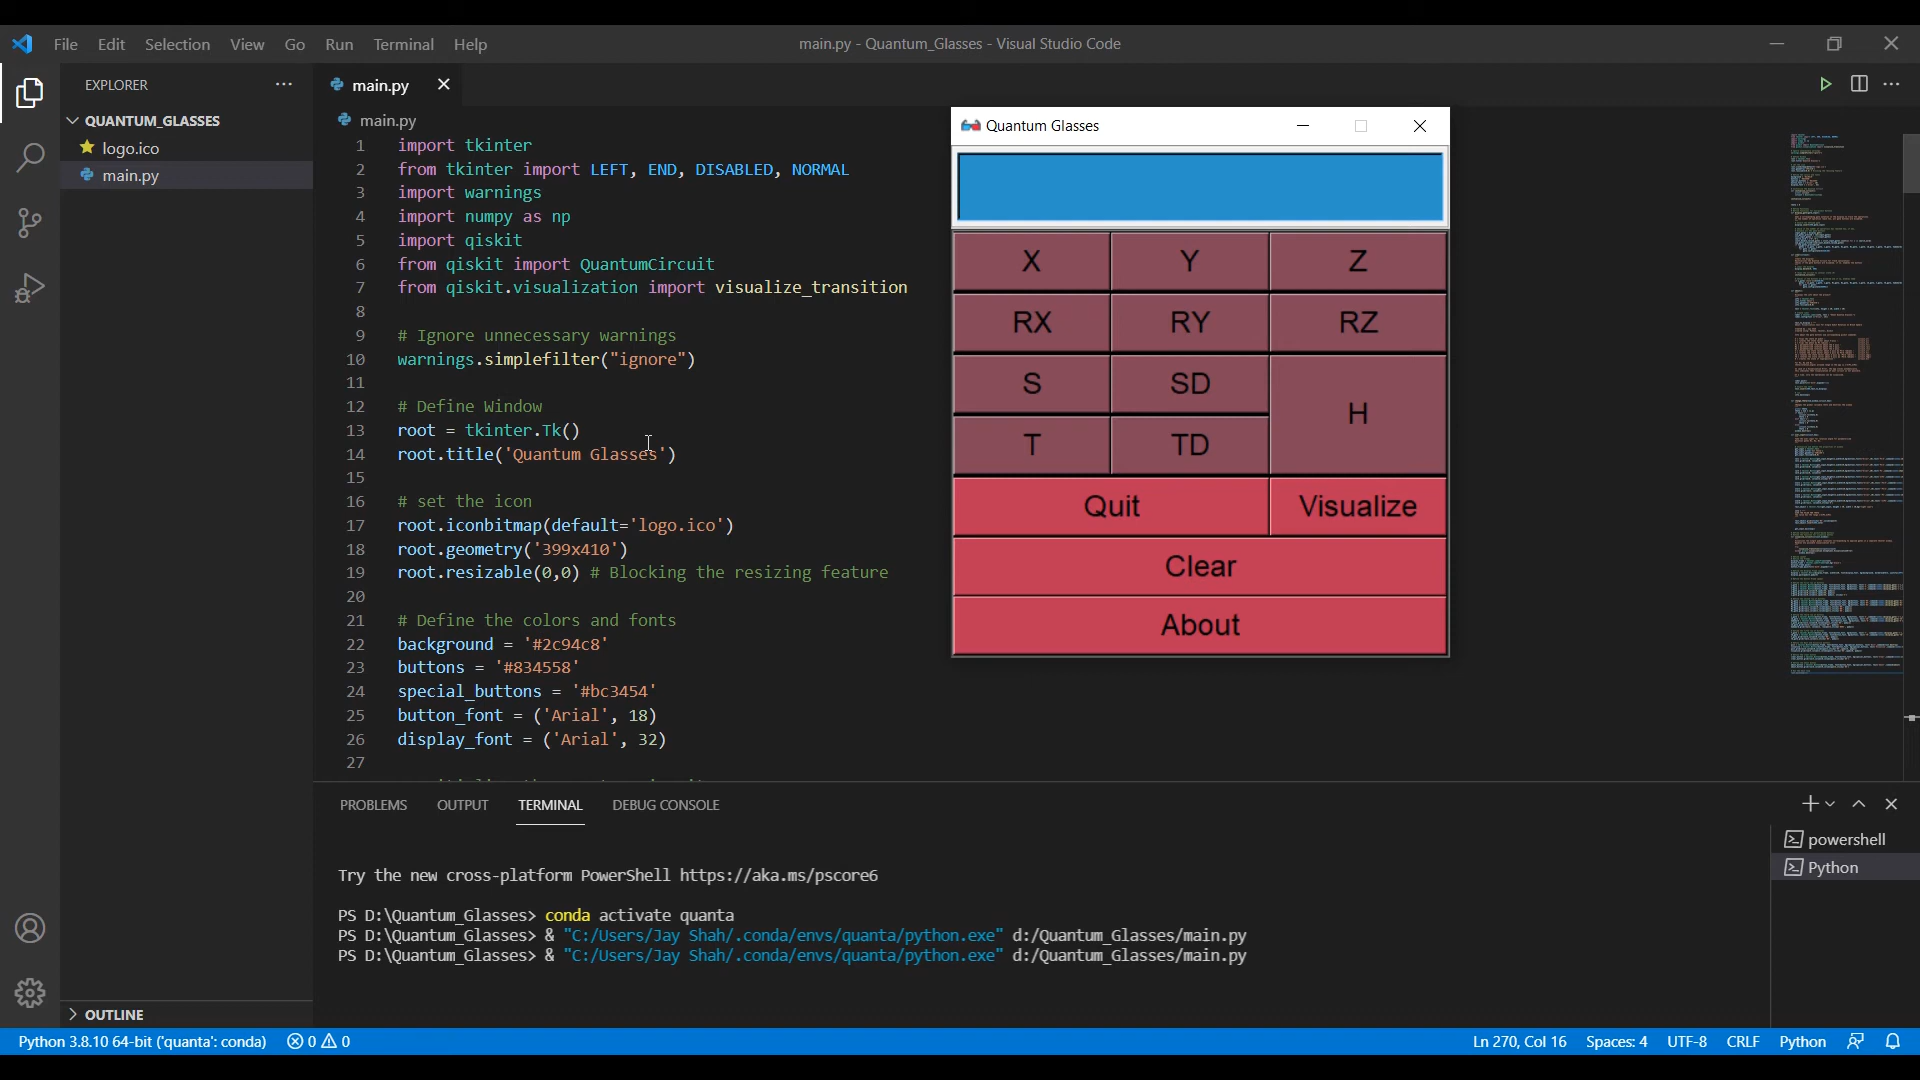 File Edit Selection View Go Run Terminal Help
main.py - Quantum_Glasses - Visual Studio Code
EXPLORER
QUANTUM_GLASSES
logo.ico
main.py
main.py
main.py
1 import tkinter
2 from tkinter import LEFT, END, DISABLED, NORMAL
3 import warnings
4 import numpy as np
5 import qiskit
6 from qiskit import QuantumCircuit
7 from qiskit.visualization import visualize_transition
8
9 # Ignore unnecessary warnings
10 warnings.simplefilter("ignore")
11
12 # Define Window
13 root = tkinter.Tk()
14 root.title('Quantum Glasses')
15
16 # set the icon
17 root.iconbitmap(default='logo.ico')
18 root.geometry('399x410')
19 root.resizable(0,0) # Blocking the resizing feature
20
21 # Define the colors and fonts
22 background = '#2c94c8'
23 buttons = '#834558'
24 special_buttons = '#bc3454'
25 button_font = ('Arial', 18)
26 display_font = ('Arial', 32)
27
Quantum Glasses
X Y Z
RX RY RZ
S SD H
T TD
Quit Visualize
Clear
About
PROBLEMS OUTPUT TERMINAL DEBUG CONSOLE
Try the new cross-platform PowerShell https://aka.ms/pscore6
PS D:\Quantum_Glasses> conda activate quanta
PS D:\Quantum_Glasses> & "C:/Users/Jay Shah/.conda/envs/quanta/python.exe" d:/Quantum_Glasses/main.py
PS D:\Quantum_Glasses> & "C:/Users/Jay Shah/.conda/envs/quanta/python.exe" d:/Quantum_Glasses/main.py
powershell
Python
OUTLINE
Python 3.8.10 64-bit ('quanta': conda) 0 0
Ln 270, Col 16 Spaces: 4 UTF-8 CRLF Python